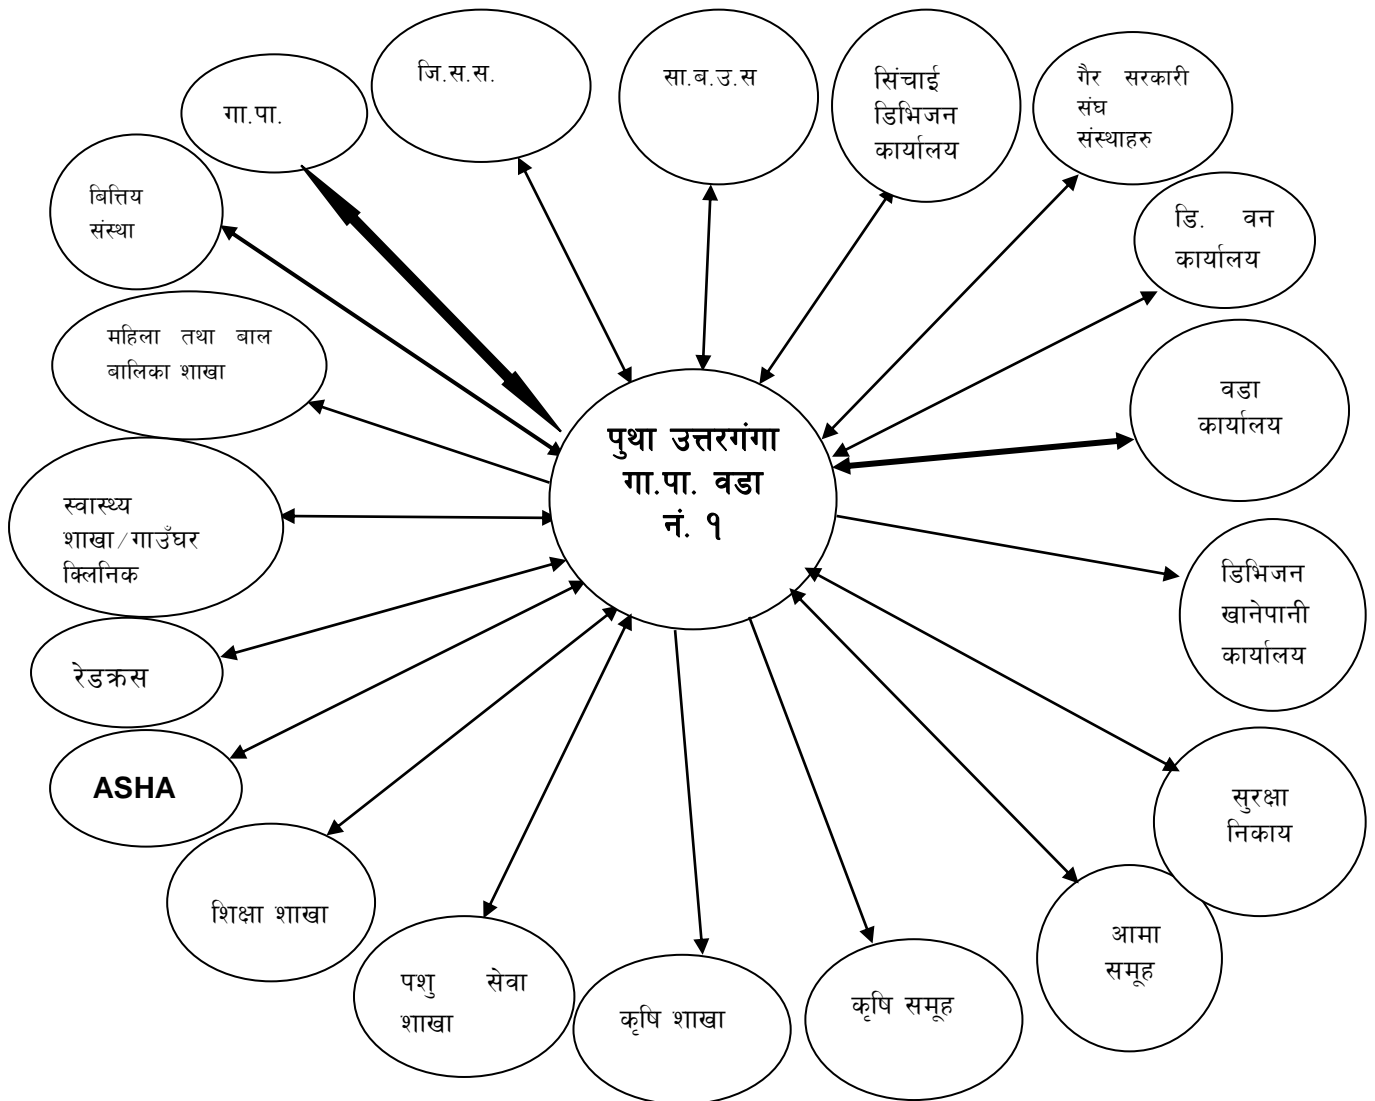 जि.स.स.
सा.ब.उ.स
सिंचाई
डिभिजन
कार्यालय
गैर सरकारी
संघ
संस्थाहरु
गा.पा.
बित्तिय
संस्था
डि. वन
कार्यालय
महिला तथा बाल
बालिका शाखा
वडा
कार्यालय
पुथा उत्तरगंगा
गा.पा. वडा
नं. १
स्वास्थ्य
शाखा/गाउँघर
क्लिनिक
डिभिजन
खानेपानी
कार्यालय
रेडक्रस
ASHA
सुरक्षा
निकाय
शिक्षा शाखा
आमा
समूह
पशु सेवा
शाखा
कृषि शाखा
कृषि समूह